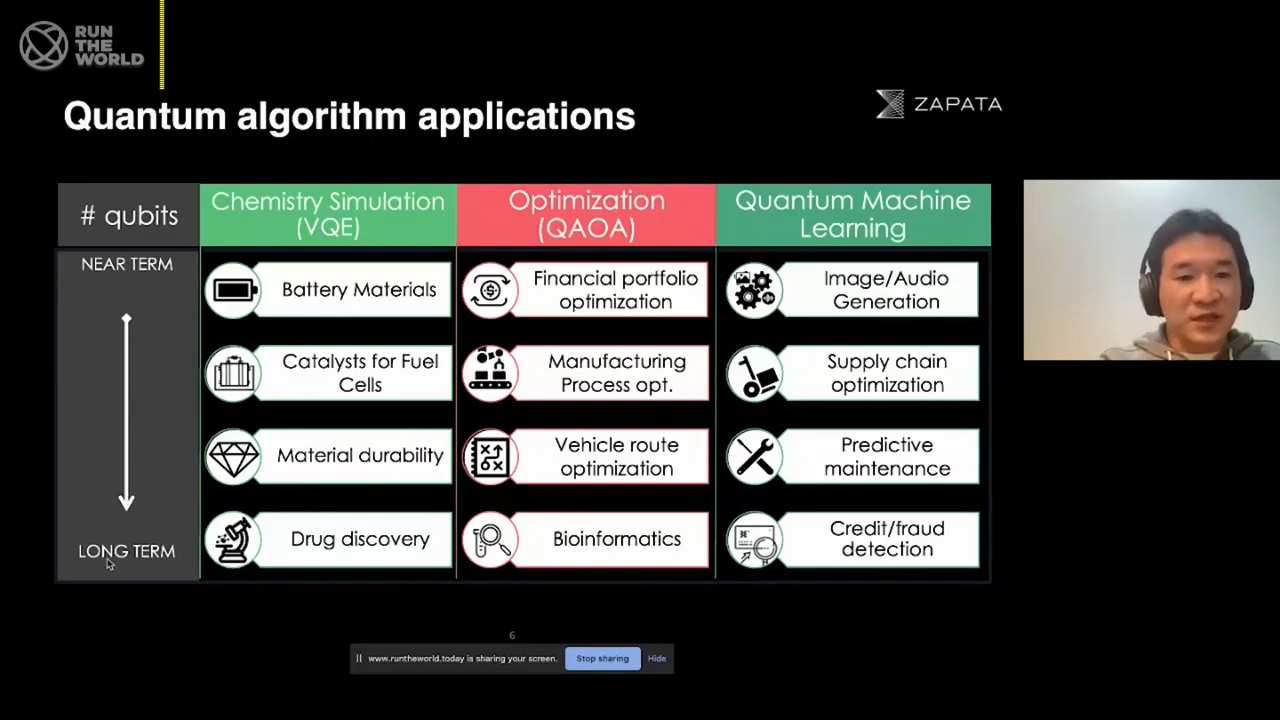 RUN
THE
WORLD
Quantum algorithm applications
ZAPATA
# qubits
Chemistry Simulation
(VQE)
Optimization
(QAOA)
Quantum Machine
Learning
NEAR TERM
LONG TERM
Battery Materials
Financial portfolio
optimization
Image/Audio
Generation
Catalysts for Fuel
Cells
Manufacturing
Process opt.
Supply chain
optimization
Material durability
Vehicle route
optimization
Predictive
maintenance
Drug discovery
Bioinformatics
Credit/fraud
detection
6
www.runtheworld.today is sharing your screen.
Stop sharing
Hide